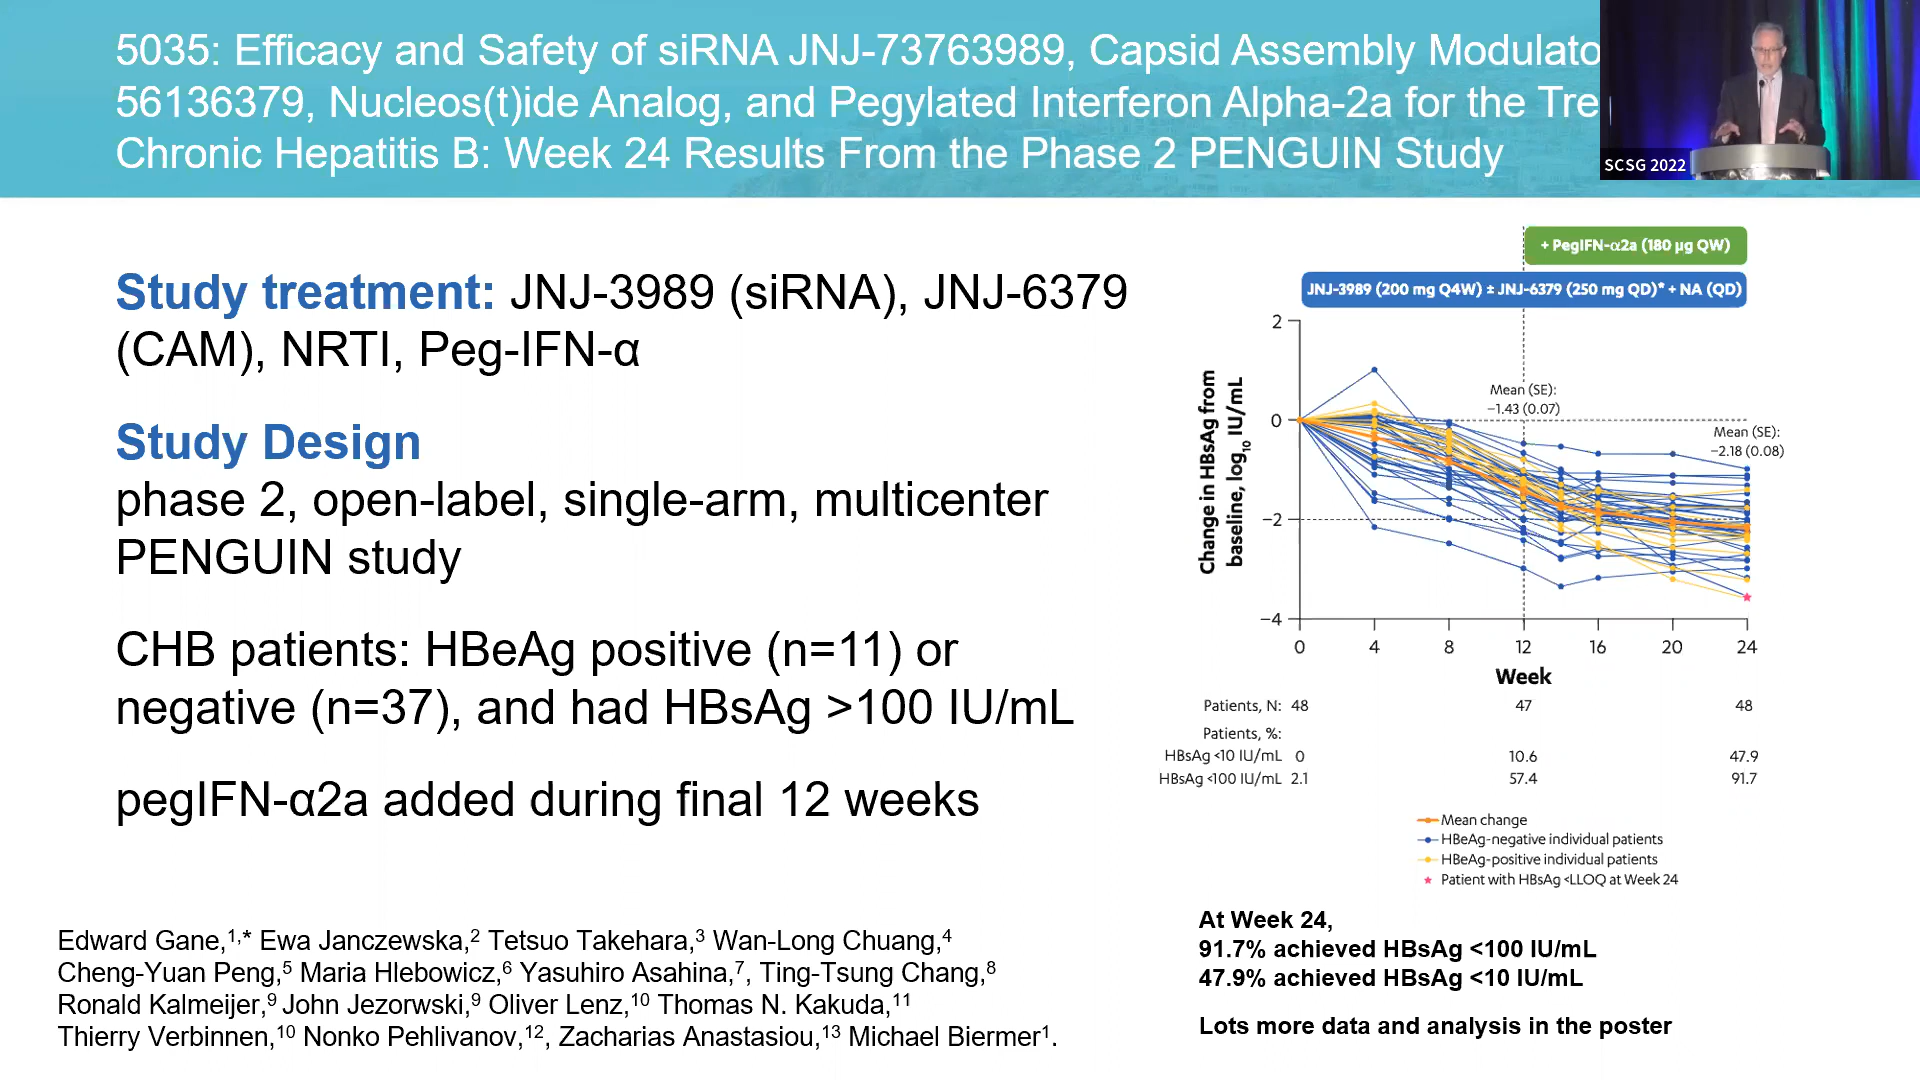 5035: Efficacy and Safety of siRNA JNJ-73763989, Capsid Assembly Modulato
56136379, Nucleos(t)ide Analog, and Pegylated Interferon Alpha-2a for the Tre
Chronic Hepatitis B: Week 24 Results From the Phase 2 PENGUIN Study
SCSG 2022
Study treatment: JNJ-3989 (siRNA), JNJ-6379
(CAM), NRTI, Peg-IFN-α
Study Design
phase 2, open-label, single-arm, multicenter
PENGUIN study
CHB patients: HBeAg positive (n=11) or
negative (n=37), and had HBsAg >100 IU/mL
pegIFN-α2a added during final 12 weeks
Edward Gane,1,* Ewa Janczewska,2 Tetsuo Takehara,3 Wan-Long Chuang,4
Cheng-Yuan Peng,5 Maria Hlebowicz,6 Yasuhiro Asahina,7, Ting-Tsung Chang,8
Ronald Kalmeijer,9 John Jezorwski,9 Oliver Lenz,10 Thomas N. Kakuda,11
Thierry Verbinnen,10 Nonko Pehlivanov,12, Zacharias Anastasiou,13 Michael Biermer1.
+ PegIFN-α2a (180 µg QW)
JNJ-3989 (200 mg Q4W) ± JNJ-6379 (250 mg QD)* + NA (QD)
Change in HBsAg from
baseline, log10 IU/mL
2
0
−2
−4
Mean (SE):
−1.43 (0.07)
Mean (SE):
−2.18 (0.08)
0 4 8 12 16 20 24
Week
Patients, N: 48 47 48
Patients, %:
HBsAg <10 IU/mL 0 10.6 47.9
HBsAg <100 IU/mL 2.1 57.4 91.7
Mean change
HBeAg-negative individual patients
HBeAg-positive individual patients
Patient with HBsAg <LLOQ at Week 24
At Week 24,
91.7% achieved HBsAg <100 IU/mL
47.9% achieved HBsAg <10 IU/mL
Lots more data and analysis in the poster